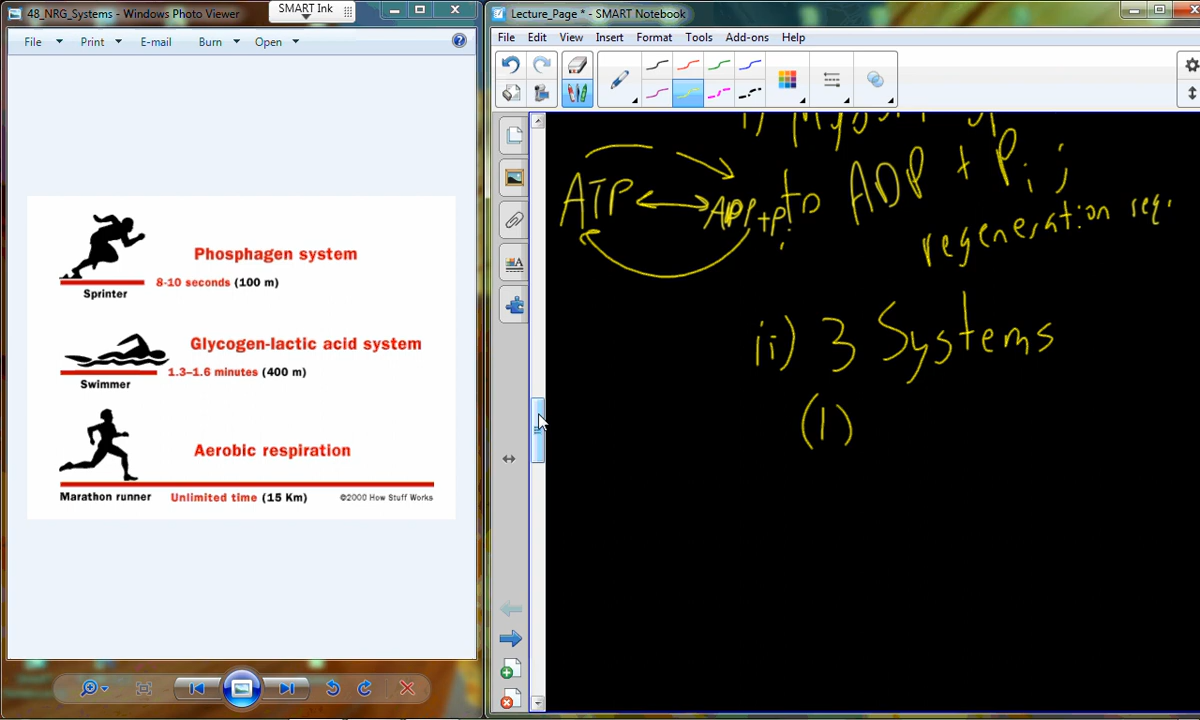 48_NRG_Systems - Windows Photo Viewer
SMART Ink
File Print E-mail Burn Open
Phosphagen system
8-10 seconds (100 m)
Sprinter
Glycogen-lactic acid system
1.3–1.6 minutes (400 m)
Swimmer
Aerobic respiration
Marathon runner Unlimited time (15 Km) ©2000 How Stuff Works
Lecture_Page * - SMART Notebook
File Edit View Insert Format Tools Add-ons Help
ATP ADP+Pi
to ADP + Pi ;
regeneration req.
ii) 3 Systems
(1)